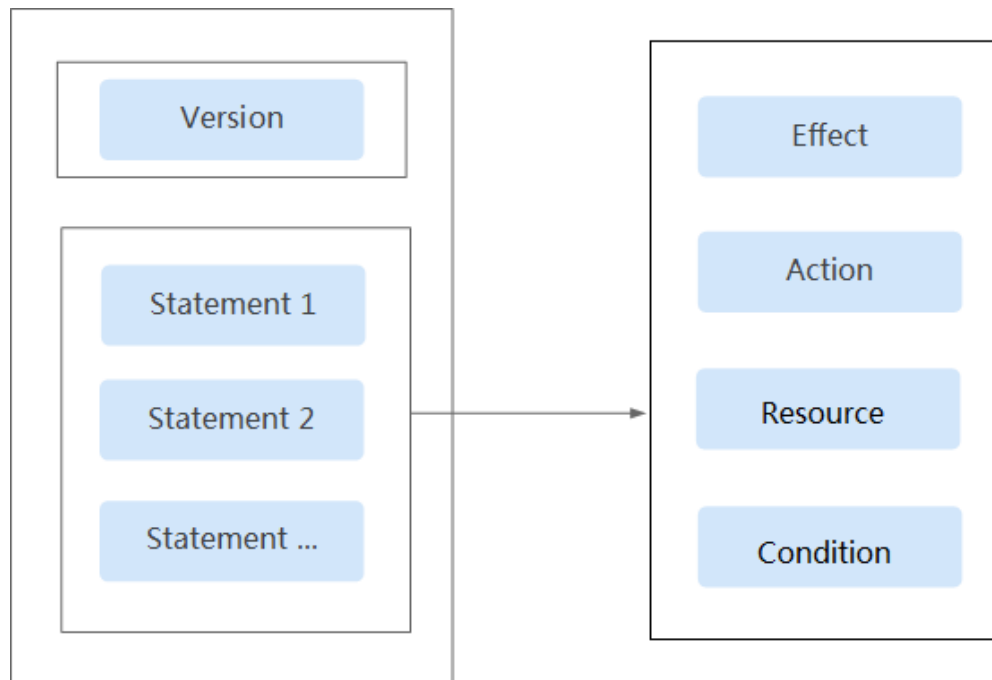 Version
Statement 1
Statement 2
Statement ...
Effect
Action
Resource
Condition